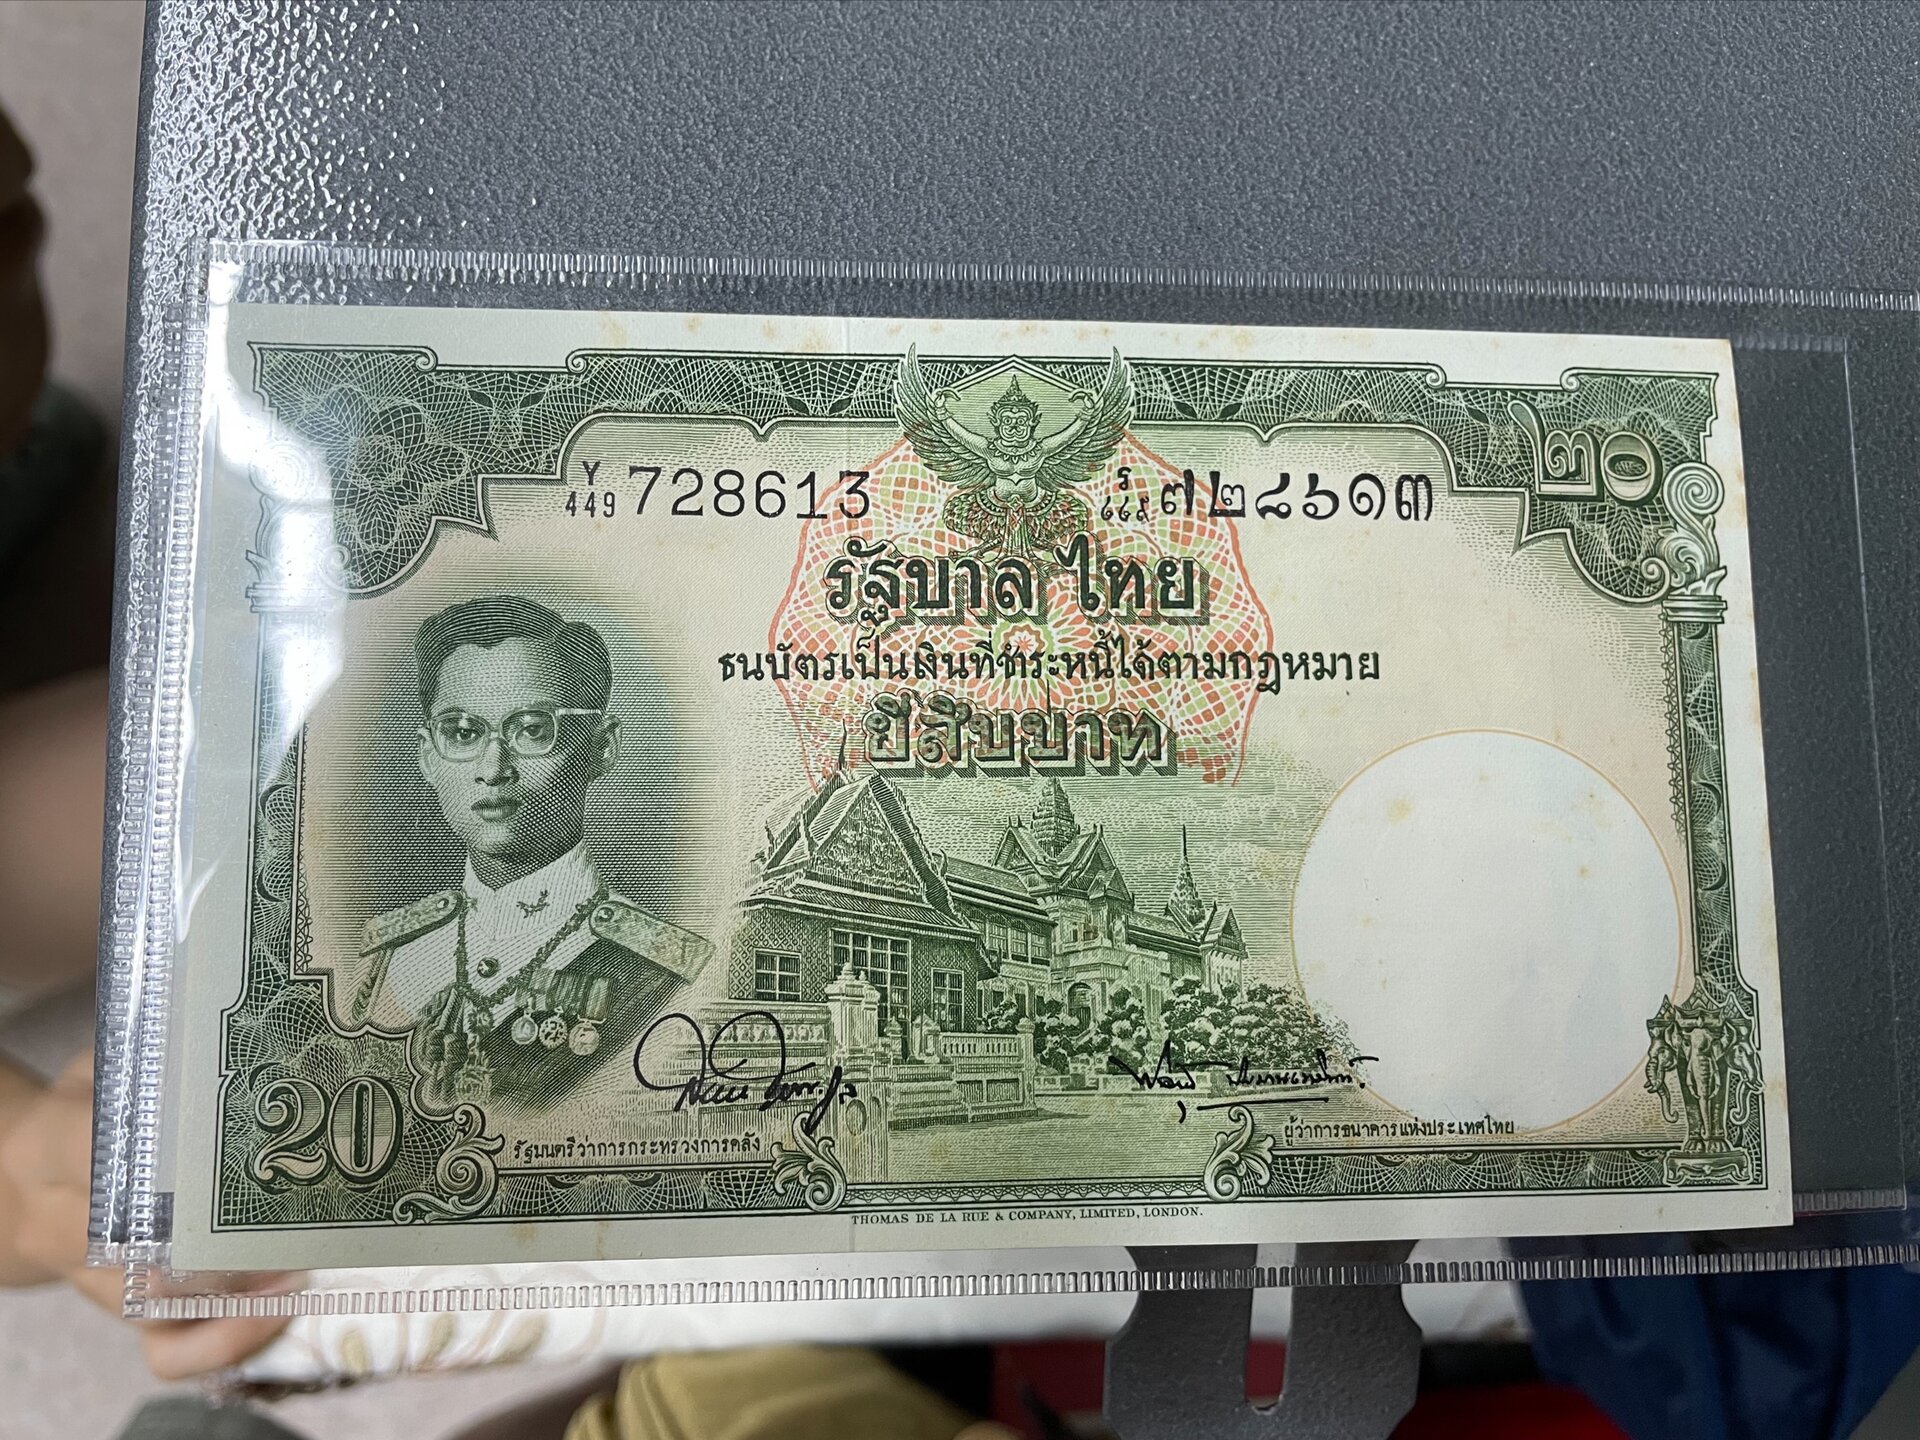 ๒๐
Y
449 728613
ร
๔๔๙ ๗๒๘๖๑๓
รัฐบาลไทย
ธนบัตรเป็นเงินที่ชำระหนี้ได้ตามกฎหมาย
ยี่สิบบาท
20
รัฐมนตรีว่าการกระทรวงการคลัง
ผู้ว่าการธนาคารแห่งประเทศไทย
THOMAS DE LA RUE & COMPANY, LIMITED, LONDON.